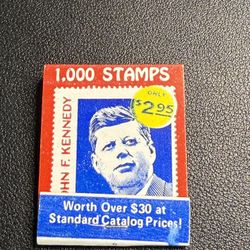 1,000 STAMPS
ONLY
$2.95
JOHN F. KENNEDY
Worth Over $30 at
Standard Catalog Prices!